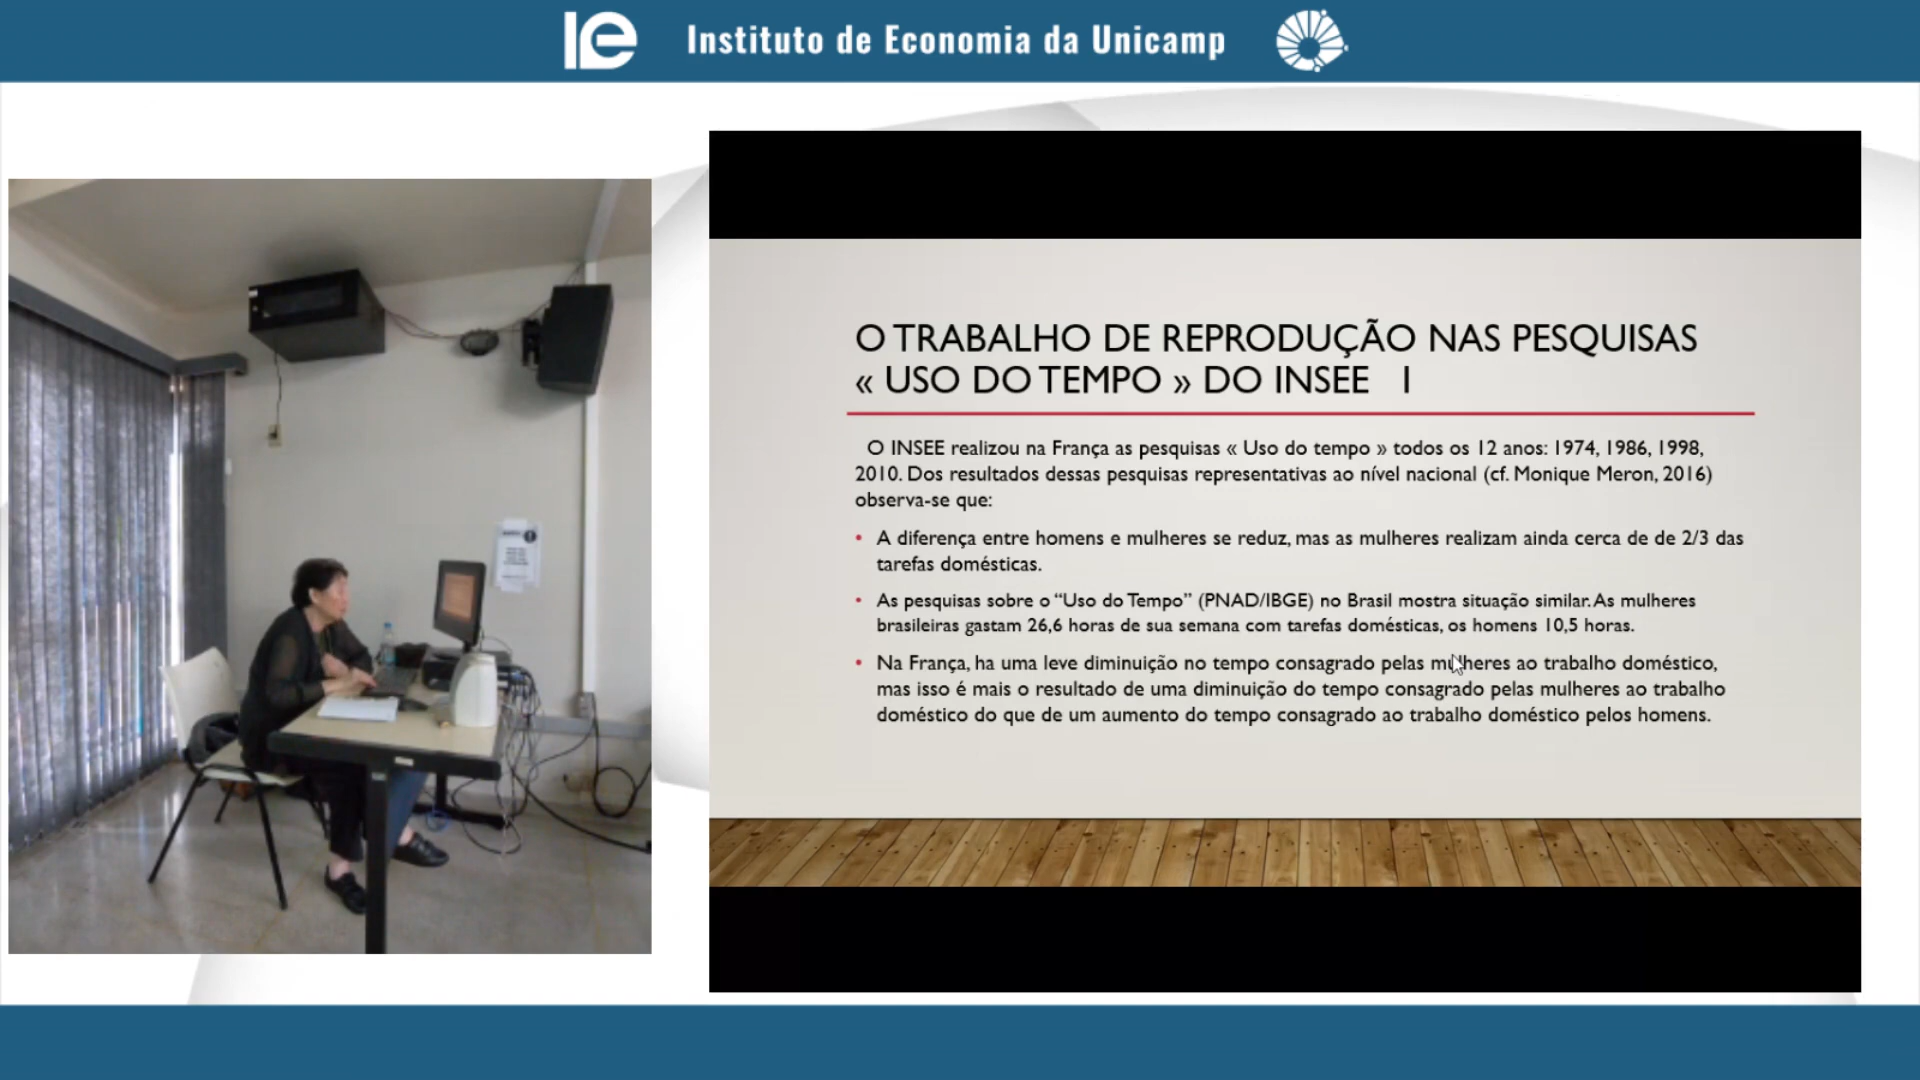 Instituto de Economia da Unicamp
O TRABALHO DE REPRODUÇÃO NAS PESQUISAS
« USO DO TEMPO » DO INSEE I
O INSEE realizou na França as pesquisas « Uso do tempo » todos os 12 anos: 1974, 1986, 1998,
2010. Dos resultados dessas pesquisas representativas ao nível nacional (cf. Monique Meron, 2016)
observa-se que:
• A diferença entre homens e mulheres se reduz, mas as mulheres realizam ainda cerca de de 2/3 das
tarefas domésticas.
• As pesquisas sobre o “Uso do Tempo” (PNAD/IBGE) no Brasil mostra situação similar. As mulheres
brasileiras gastam 26,6 horas de sua semana com tarefas domésticas, os homens 10,5 horas.
• Na França, ha uma leve diminuição no tempo consagrado pelas mulheres ao trabalho doméstico,
mas isso é mais o resultado de uma diminuição do tempo consagrado pelas mulheres ao trabalho
doméstico do que de um aumento do tempo consagrado ao trabalho doméstico pelos homens.